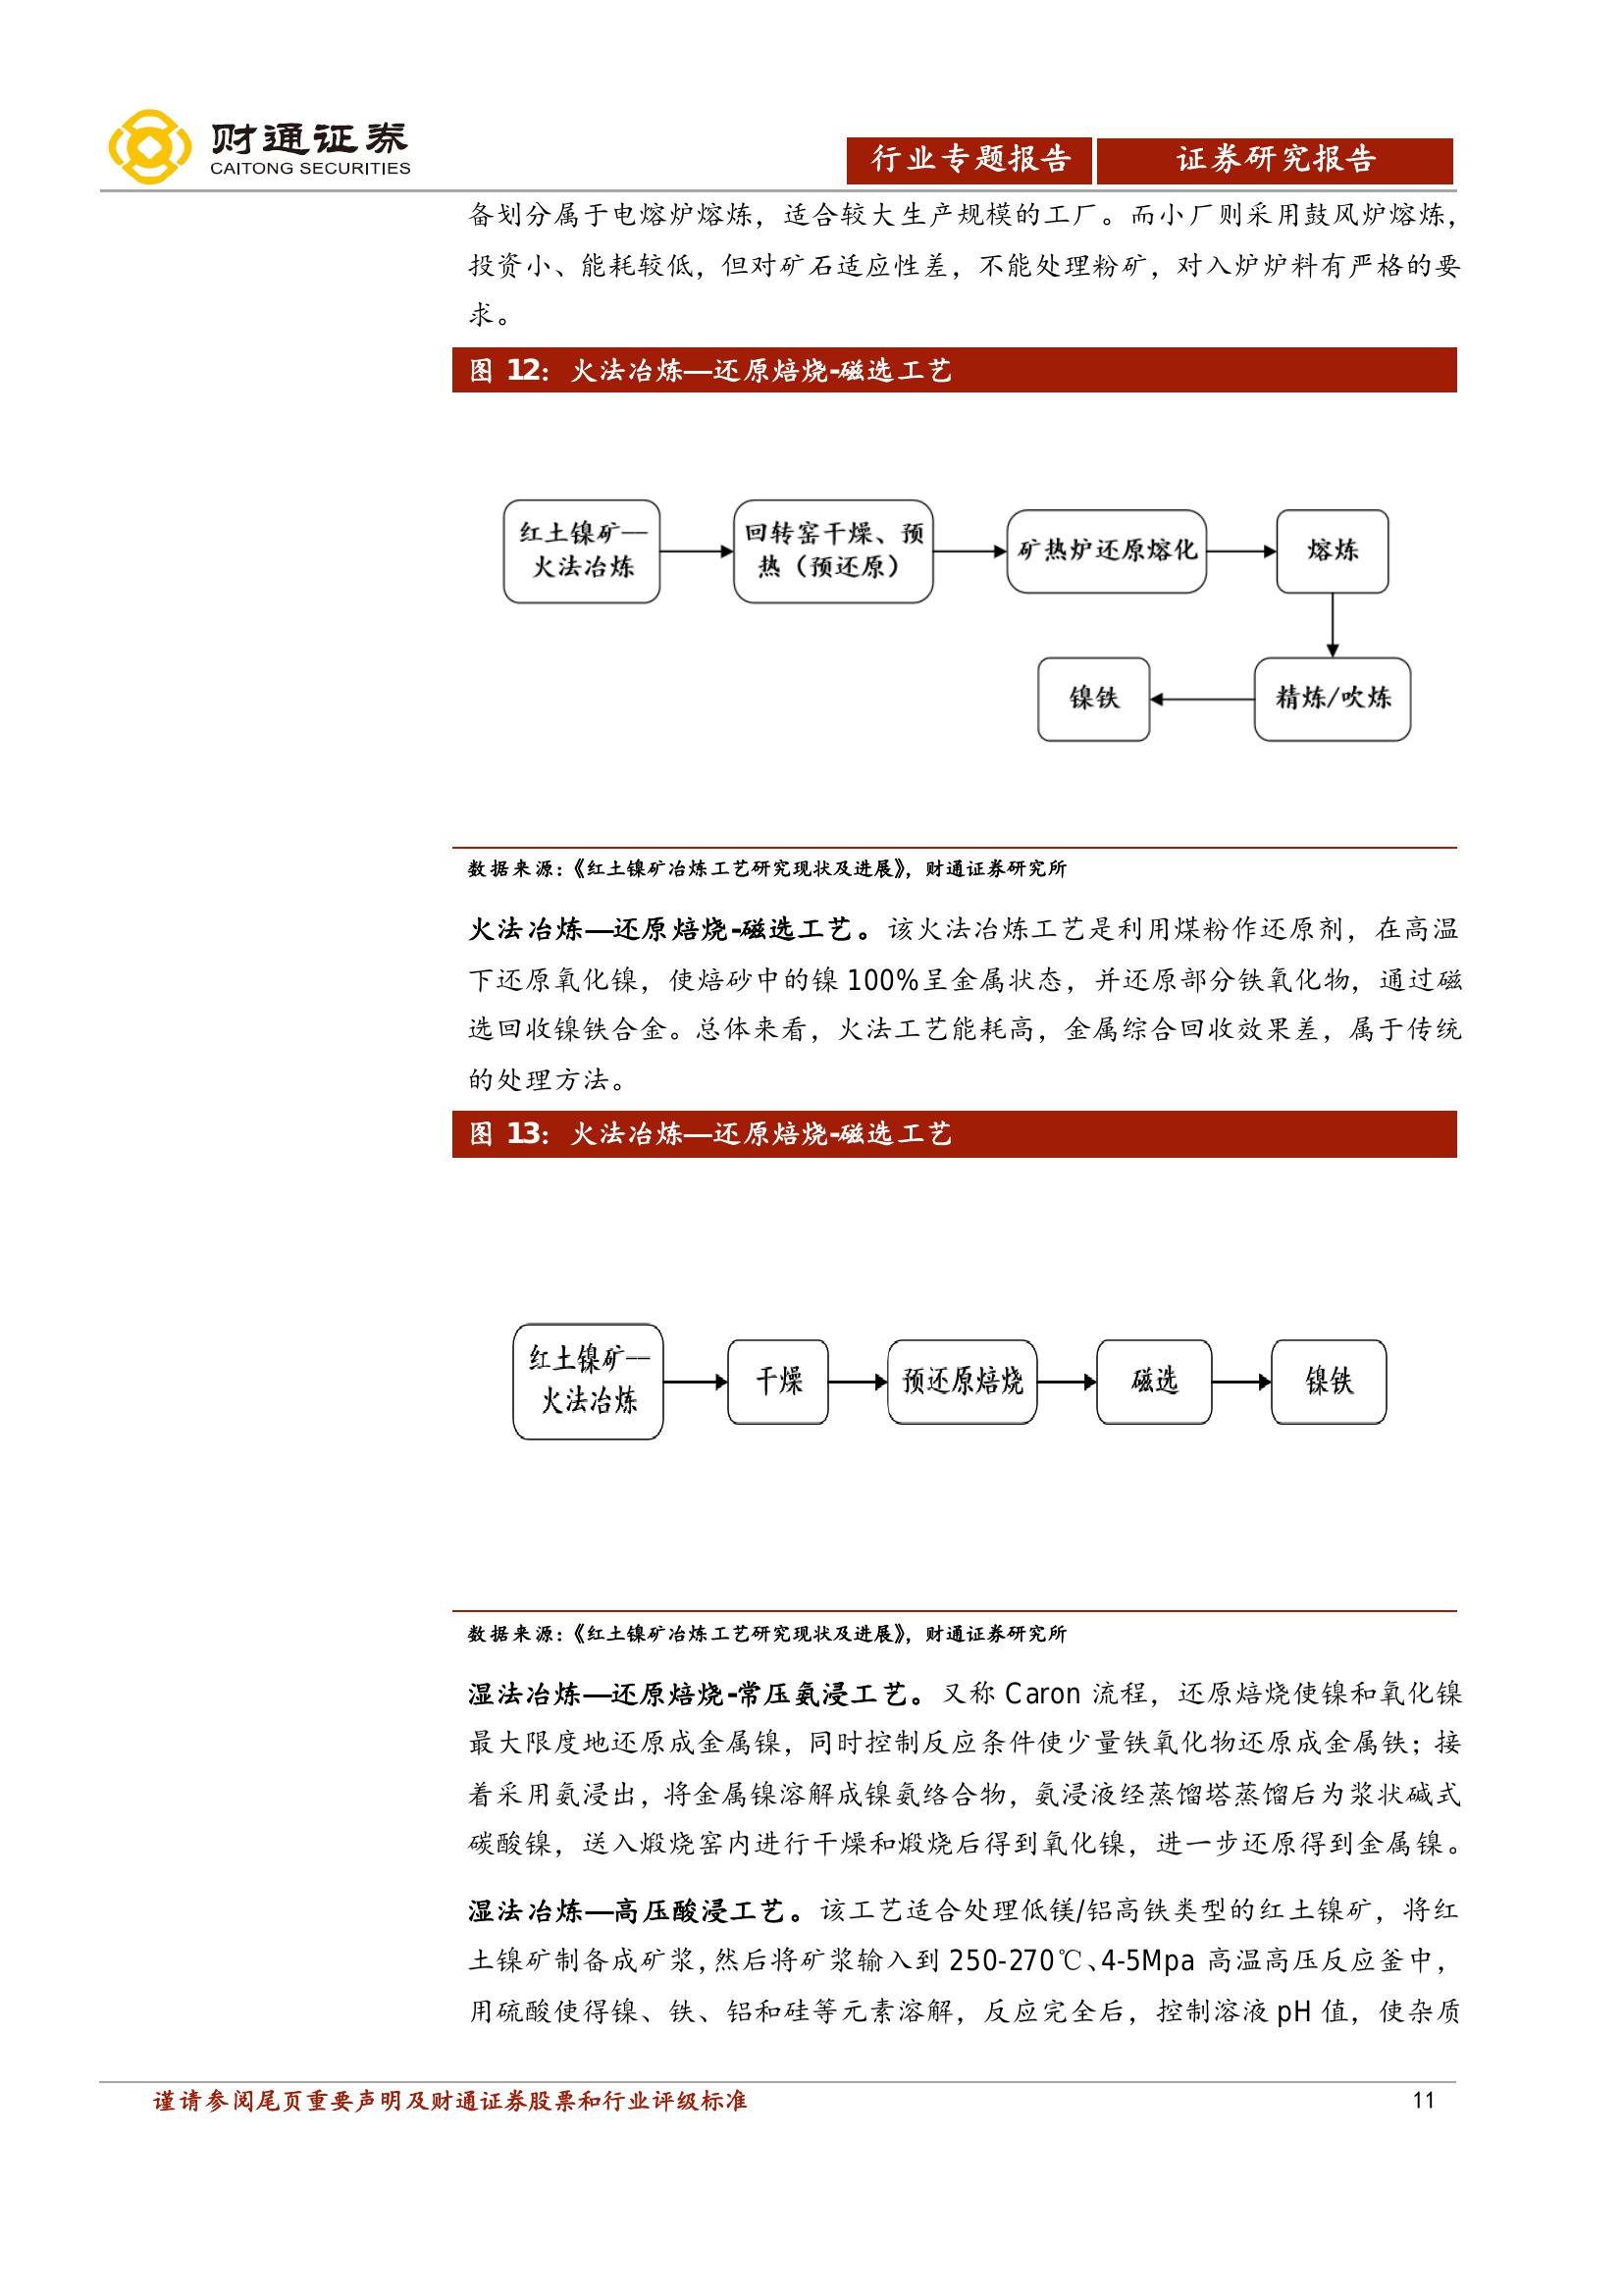 财通证券
CAITONG SECURITIES
行业专题报告
证券研究报告
备划分属于电熔炉熔炼，适合较大生产规模的工厂。而小厂则采用鼓风炉熔炼，
投资小、能耗较低，但对矿石适应性差，不能处理粉矿，对入炉炉料有严格的要
求。
图 12：火法冶炼—还原焙烧-磁选工艺
红土镍矿—
火法冶炼
回转窑干燥、预
热（预还原）
矿热炉还原熔化
熔炼
精炼/吹炼
镍铁
数据来源：《红土镍矿冶炼工艺研究现状及进展》，财通证券研究所
火法冶炼—还原焙烧-磁选工艺。该火法冶炼工艺是利用煤粉作还原剂，在高温
下还原氧化镍，使焙砂中的镍 100%呈金属状态，并还原部分铁氧化物，通过磁
选回收镍铁合金。总体来看，火法工艺能耗高，金属综合回收效果差，属于传统
的处理方法。
图 13：火法冶炼—还原焙烧-磁选工艺
红土镍矿—
火法冶炼
干燥
预还原焙烧
磁选
镍铁
数据来源：《红土镍矿冶炼工艺研究现状及进展》，财通证券研究所
湿法冶炼—还原焙烧-常压氨浸工艺。又称 Caron 流程，还原焙烧使镍和氧化镍
最大限度地还原成金属镍，同时控制反应条件使少量铁氧化物还原成金属铁；接
着采用氨浸出，将金属镍溶解成镍氨络合物，氨浸液经蒸馏塔蒸馏后为浆状碱式
碳酸镍，送入煅烧窑内进行干燥和煅烧后得到氧化镍，进一步还原得到金属镍。
湿法冶炼—高压酸浸工艺。该工艺适合处理低镁/铝高铁类型的红土镍矿，将红
土镍矿制备成矿浆，然后将矿浆输入到 250-270℃、4-5Mpa 高温高压反应釜中，
用硫酸使得镍、铁、铝和硅等元素溶解，反应完全后，控制溶液 pH 值，使杂质
谨请参阅尾页重要声明及财通证券股票和行业评级标准
11